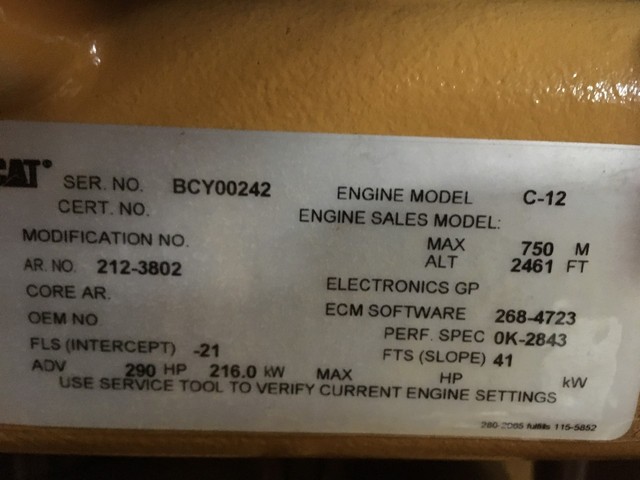 CAT SER. NO. BCY00242 ENGINE MODEL C-12
CERT. NO. ENGINE SALES MODEL:
MODIFICATION NO. MAX ALT 750 M
AR. NO. 212-3802 2461 FT
CORE AR. ELECTRONICS GP
OEM NO ECM SOFTWARE 268-4723
PERF. SPEC 0K-2843
FLS (INTERCEPT) -21 FTS (SLOPE) 41
ADV 290 HP 216.0 kW MAX HP kW
USE SERVICE TOOL TO VERIFY CURRENT ENGINE SETTINGS
115-5852